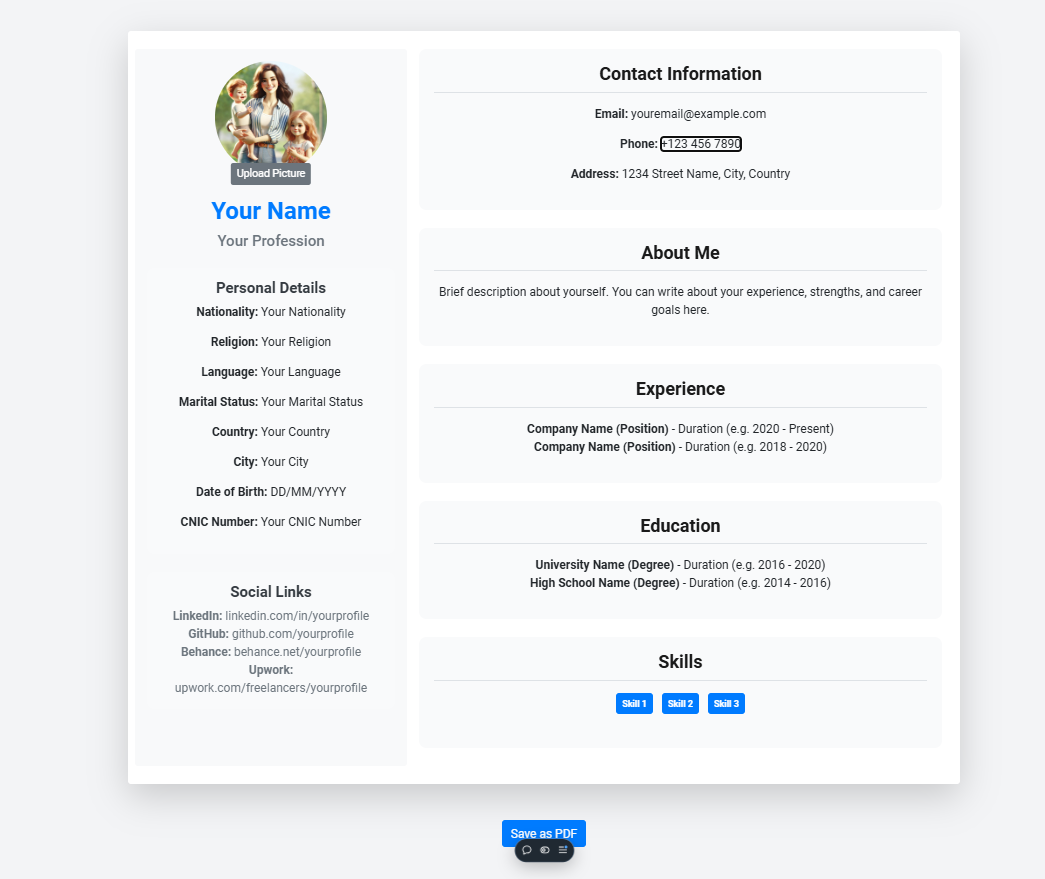 Upload Picture
Your Name
Your Profession
Personal Details
Nationality: Your Nationality
Religion: Your Religion
Language: Your Language
Marital Status: Your Marital Status
Country: Your Country
City: Your City
Date of Birth: DD/MM/YYYY
CNIC Number: Your CNIC Number
Social Links
LinkedIn: linkedin.com/in/yourprofile
GitHub: github.com/yourprofile
Behance: behance.net/yourprofile
Upwork:
upwork.com/freelancers/yourprofile
Contact Information
Email: youremail@example.com
Phone: +123 456 7890
Address: 1234 Street Name, City, Country
About Me
Brief description about yourself. You can write about your experience, strengths, and career
goals here.
Experience
Company Name (Position) - Duration (e.g. 2020 - Present)
Company Name (Position) - Duration (e.g. 2018 - 2020)
Education
University Name (Degree) - Duration (e.g. 2016 - 2020)
High School Name (Degree) - Duration (e.g. 2014 - 2016)
Skills
Skill 1 Skill 2 Skill 3
Save as PDF